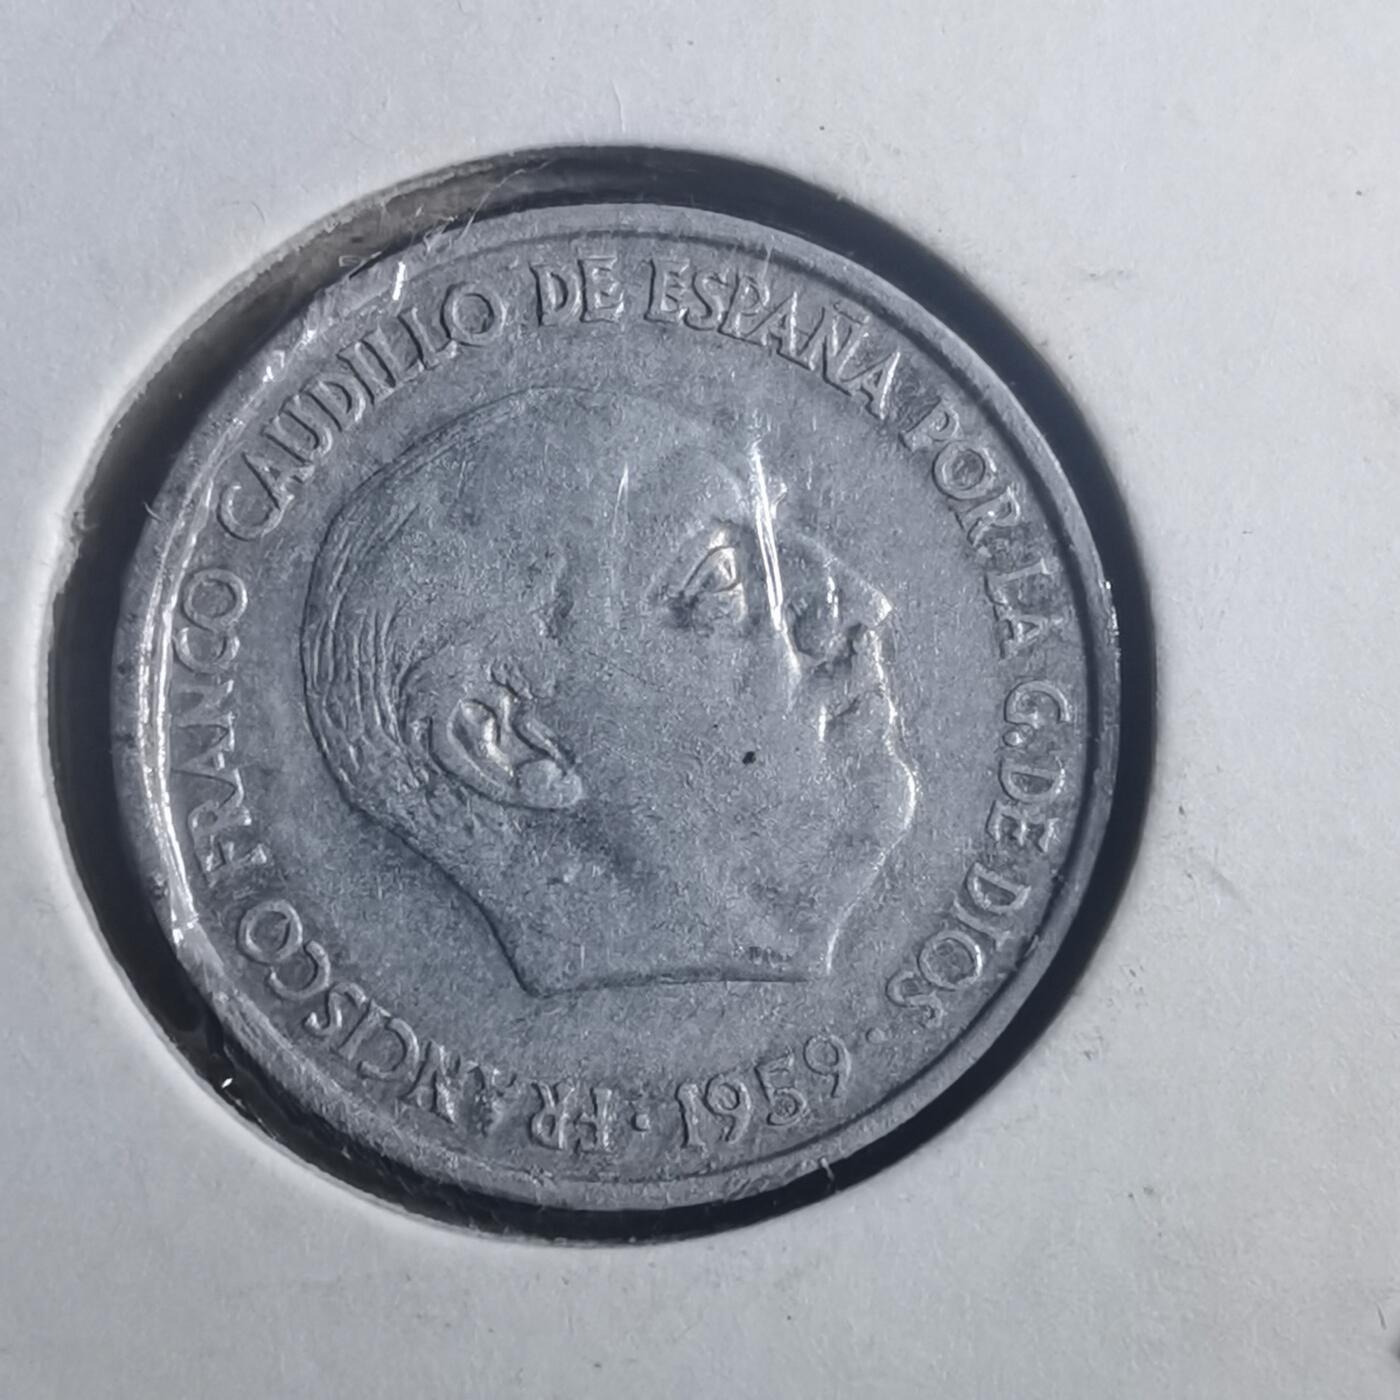 FRANCISCO FRANCO CAUDILLO DE ESPAÑA POR LA G.DE DIOS · 1959 ·